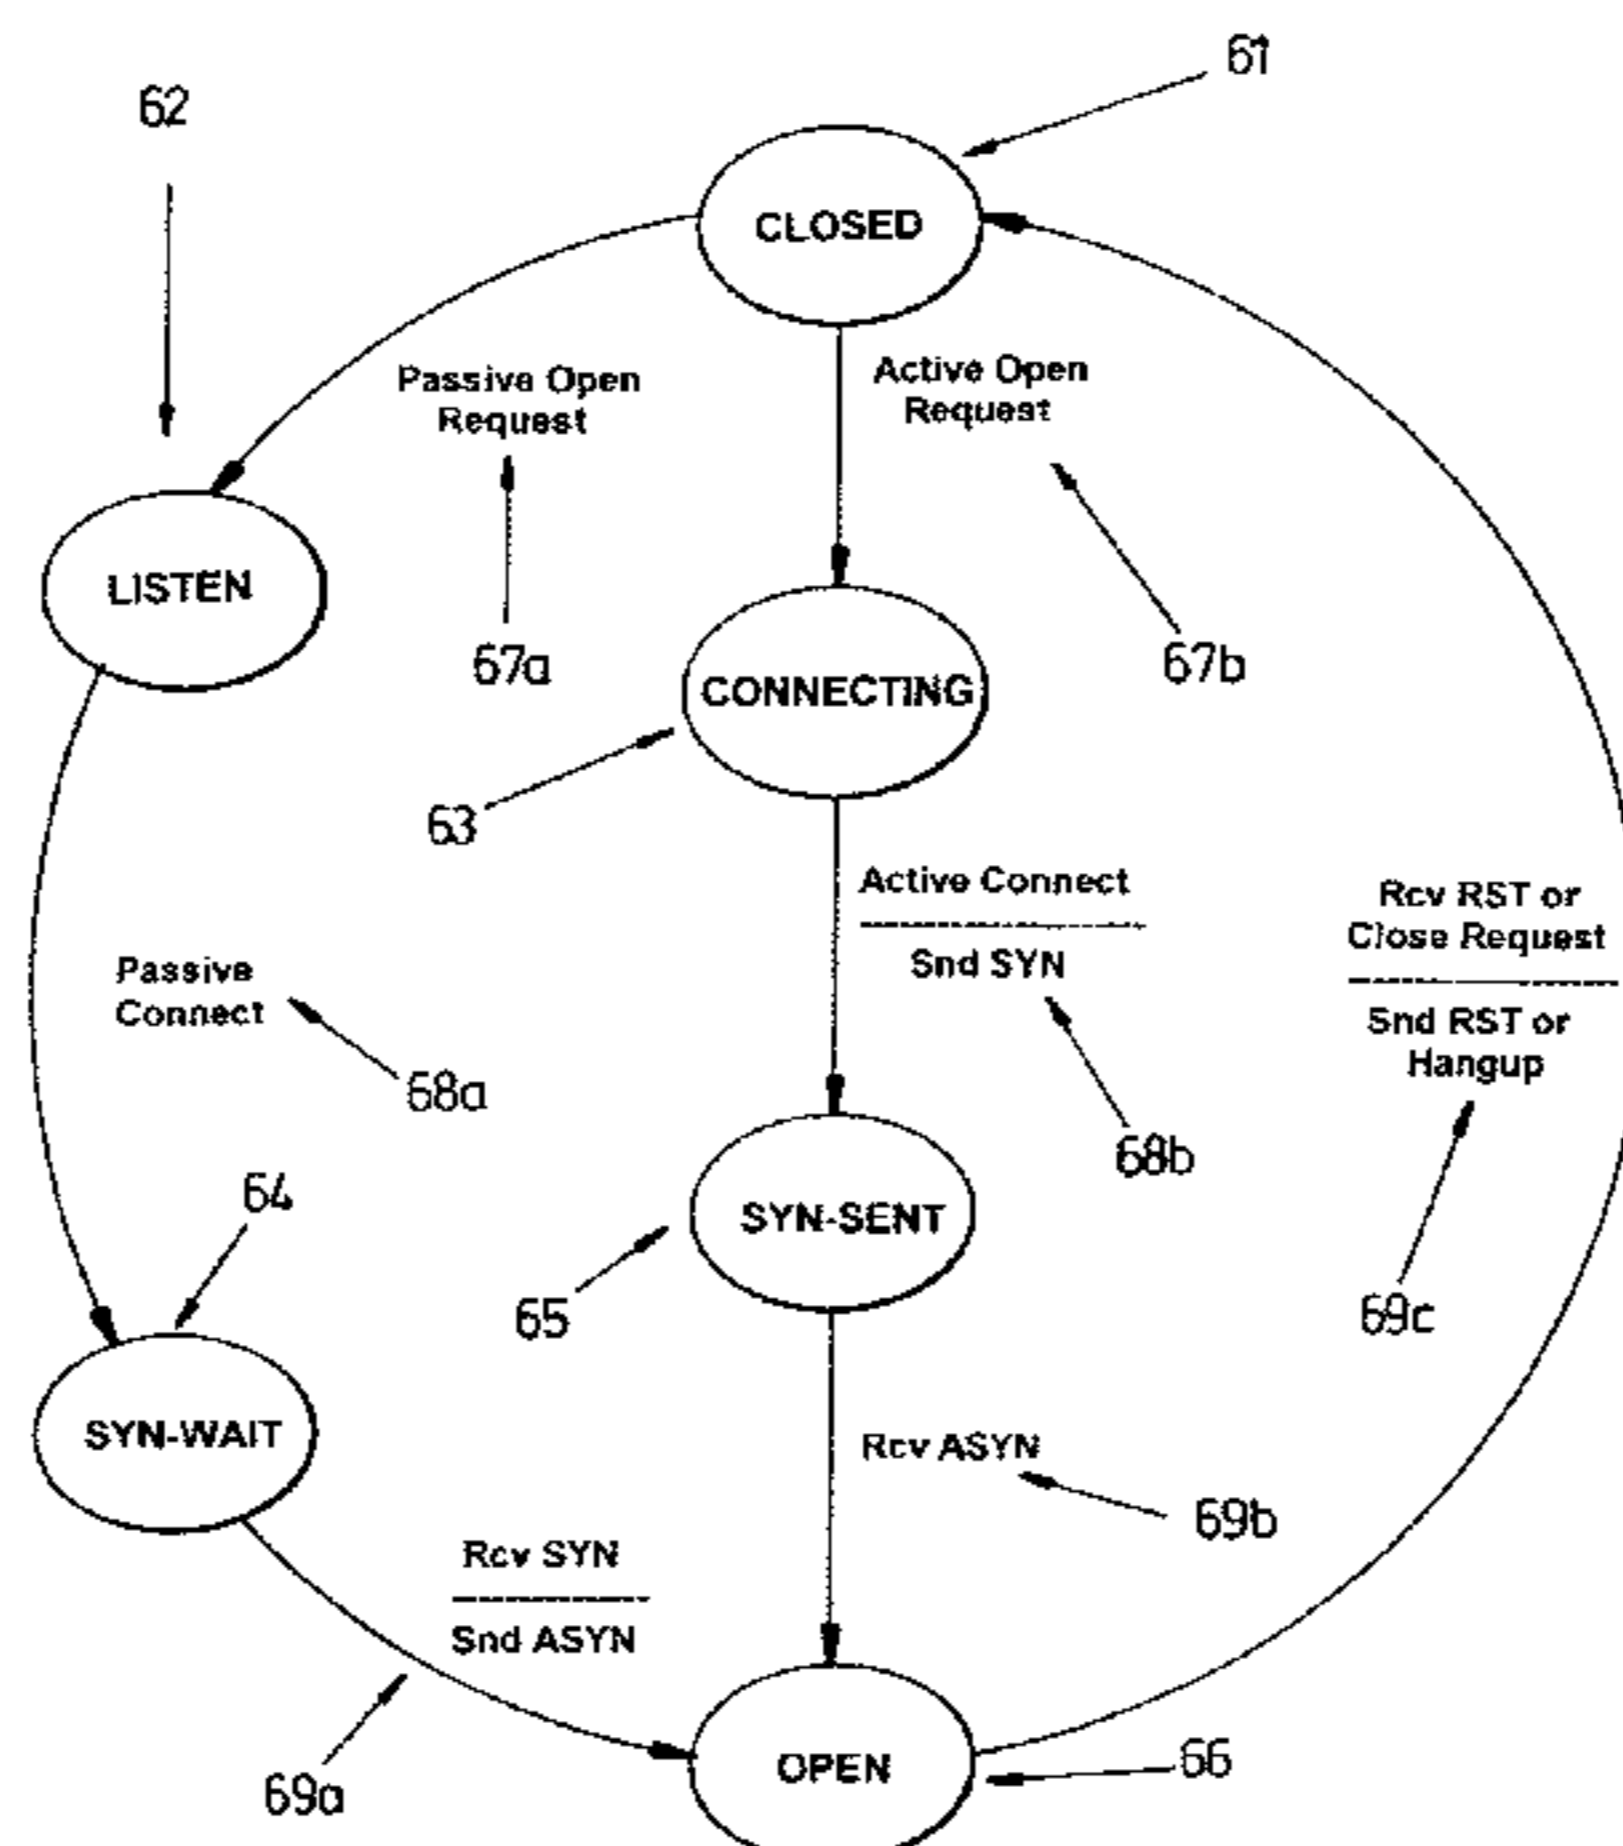 61
62
CLOSED
Passive Open
Request
Active Open
Request
LISTEN
67a
67b
CONNECTING
63
Active Connect
Snd SYN
Rcv RST or
Close Request
Snd RST or
Hangup
Passive
Connect
68a
68b
64
SYN-SENT
65
69c
SYN-WAIT
Rcv ASYN
69b
Rcv SYN
Snd ASYN
69a
OPEN
66